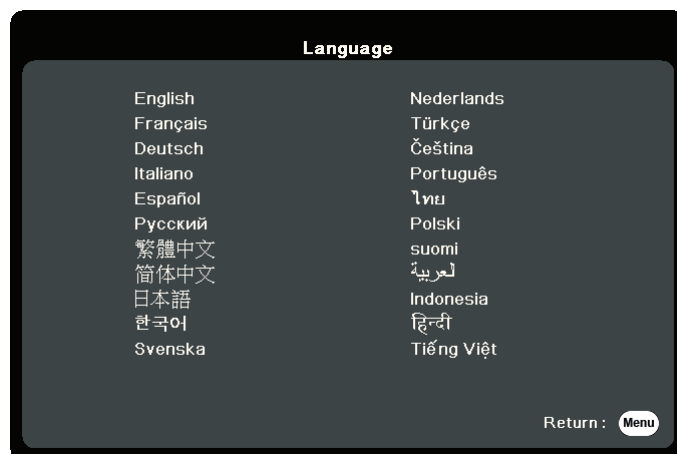 Language
English
Français
Deutsch
Italiano
Español
Русский
繁體中文
简体中文
日本語
한국어
Svenska
Nederlands
Türkçe
Čeština
Português
ไทย
Polski
suomi
العربية
Indonesia
हिन्दी
Tiếng Việt
Return : Menu